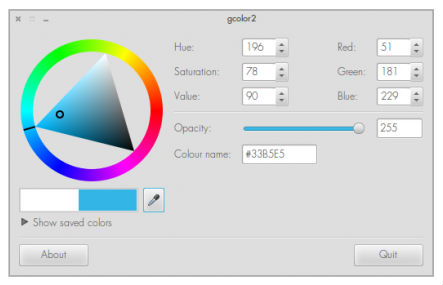 gcolor2
Hue: 196 Red: 51
Saturation: 78 Green: 181
Value: 90 Blue: 229
Opacity: 255
Colour name: #33B5E5
Show saved colors
About Quit